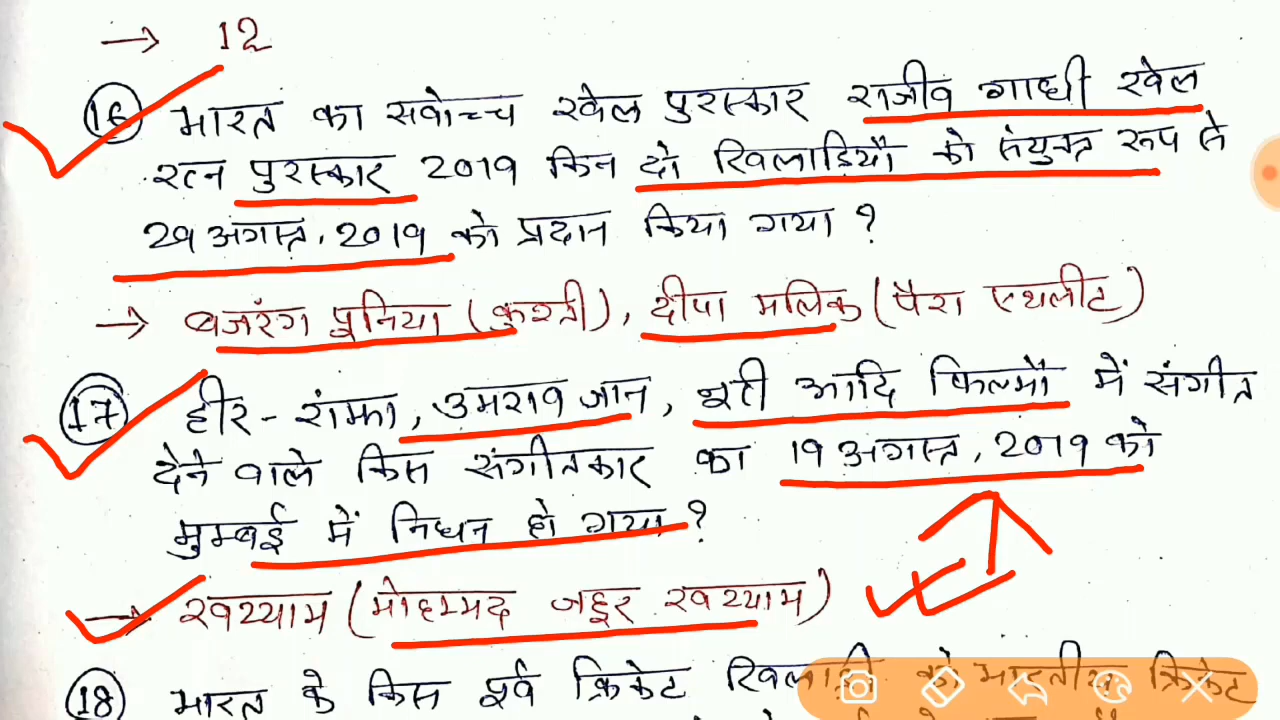 → 12
16 भारत का सर्वोच्च खेल पुरस्कार राजीव गाधी खेल
रत्न पुरस्कार 2019 किन दो खिलाड़ियों को संयुक्त रूप से
29 अगस्त, 2019 को प्रदान किया गया ?
→ बजरंग पूनिया (कुश्ती), दीपा मलिक (पैरा एथलीट)
17 हीर - रांझा, उमराव जान, आदि फिल्मों में संगीत
देने वाले किस संगीतकार का 19 अगस्त, 2019 को
मुम्बई में निधन हो गया ?
→ खय्याम (मोहम्मद जहूर खय्याम)
18 भारत के किस पूर्व क्रिकेट खिलाड़ी को भारतीय क्रिकेट